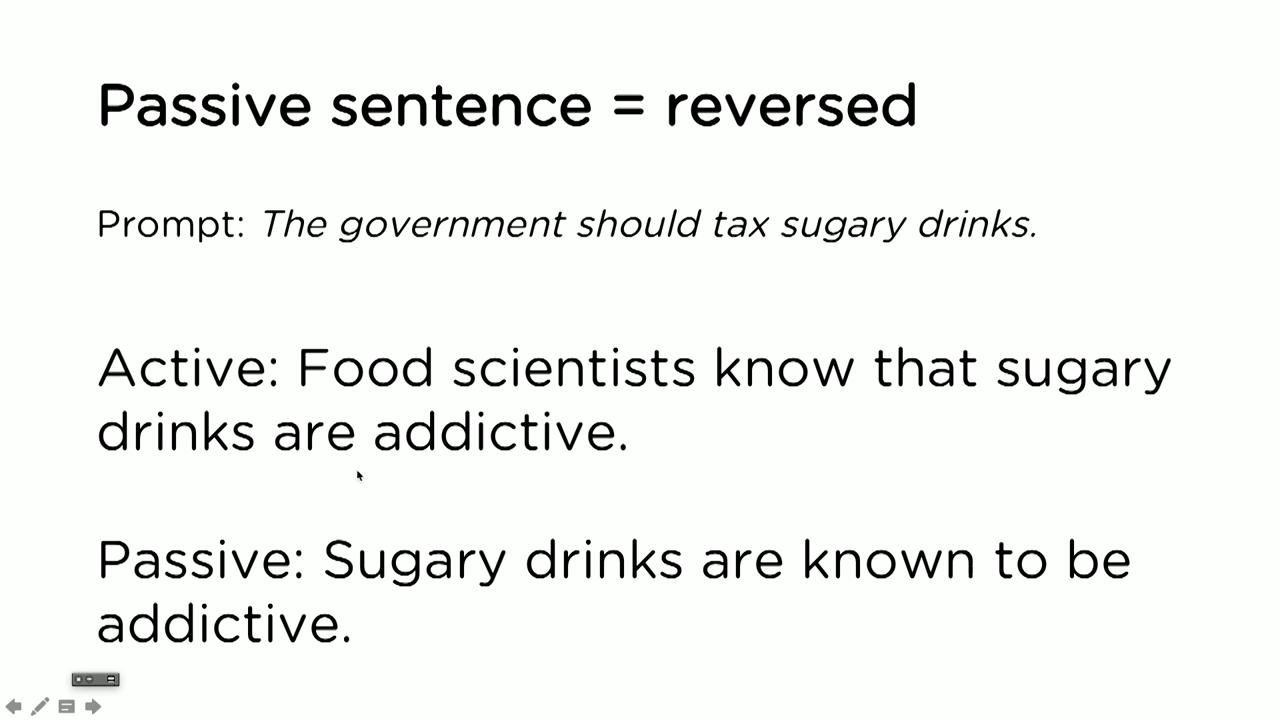 Passive sentence = reversed
Prompt: The government should tax sugary drinks.
Active: Food scientists know that sugary
drinks are addictive.
Passive: Sugary drinks are known to be
addictive.